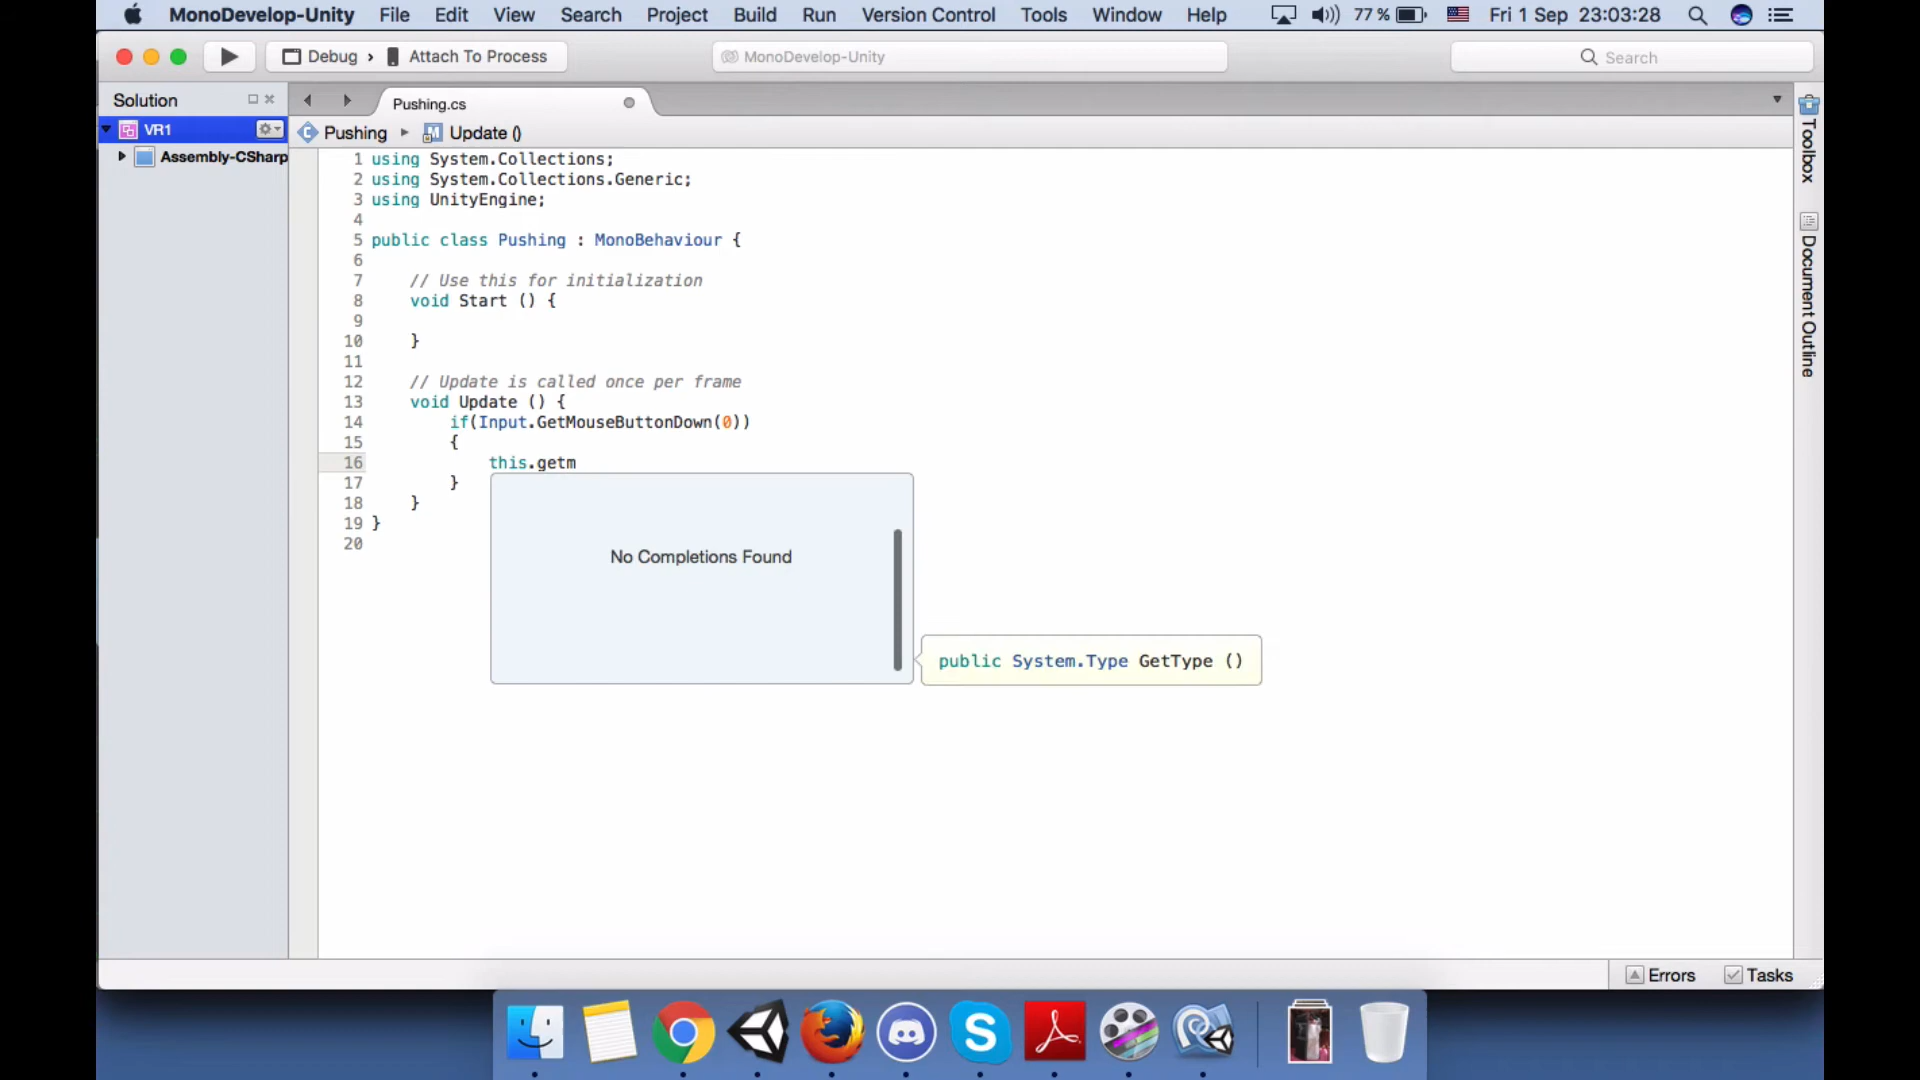 MonoDevelop-Unity File Edit View Search Project Build Run Version Control Tools Window Help 77 % Fri 1 Sep 23:03:28
Debug › Attach To Process MonoDevelop-Unity Search
Solution
Pushing.cs
VR1
Pushing Update ()
Assembly-CSharp
1 using System.Collections;
2 using System.Collections.Generic;
3 using UnityEngine;
4
5 public class Pushing : MonoBehaviour {
6
7 // Use this for initialization
8 void Start () {
9
10 }
11
12 // Update is called once per frame
13 void Update () {
14 if(Input.GetMouseButtonDown(0))
15 {
16 this.getm
17 }
18 }
19 }
20
No Completions Found
public System.Type GetType ()
Toolbox
Document Outline
Errors Tasks